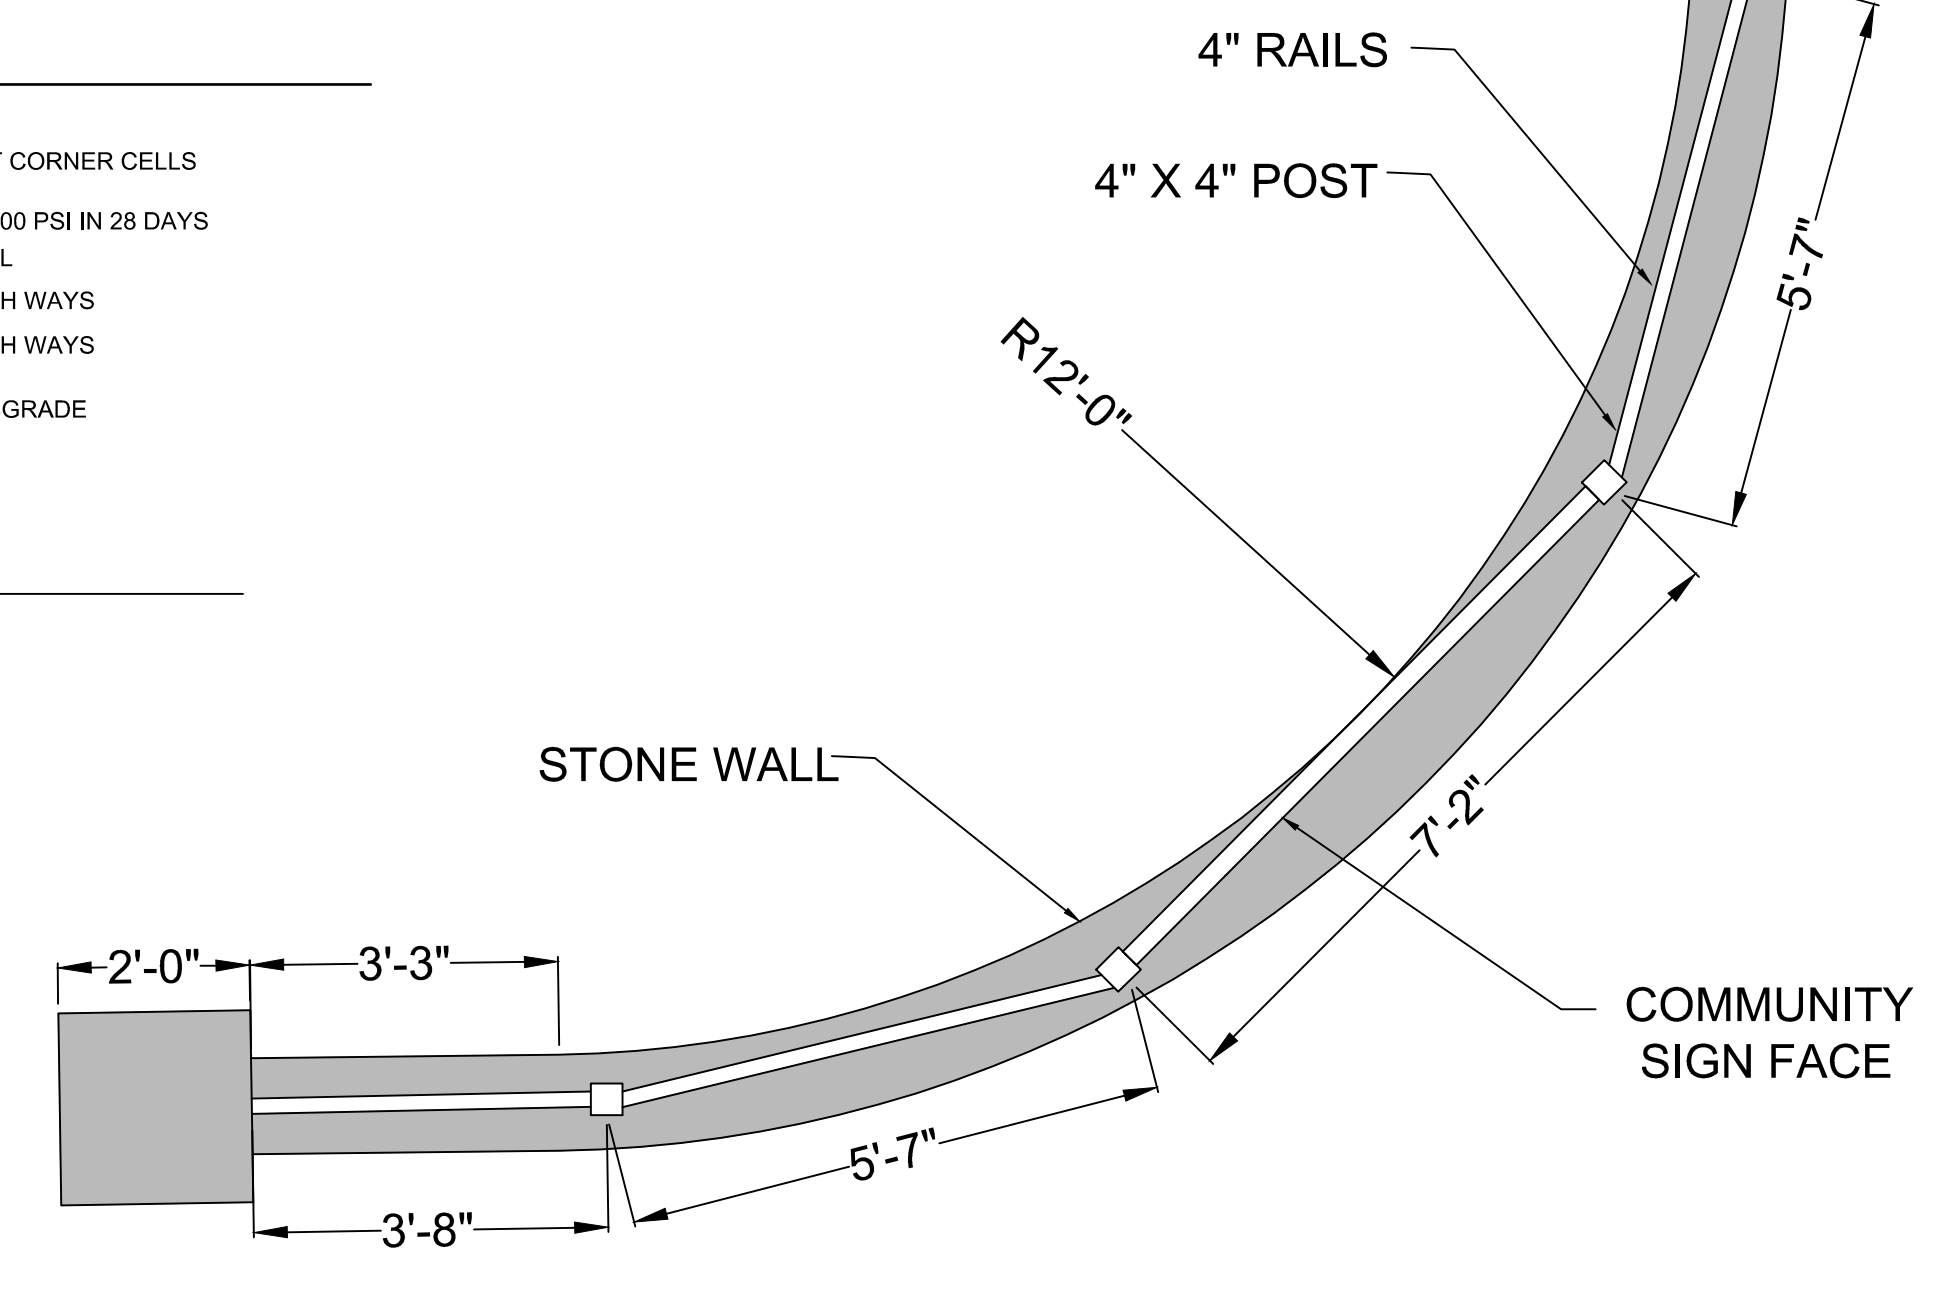 4" RAILS
CORNER CELLS
4" X 4" POST
00 PSI IN 28 DAYS
L
H WAYS
5'-7"
H WAYS
R12'-0"
GRADE
STONE WALL
7'-2"
2'-0"
3'-3"
COMMUNITY
SIGN FACE
5'-7"
3'-8"